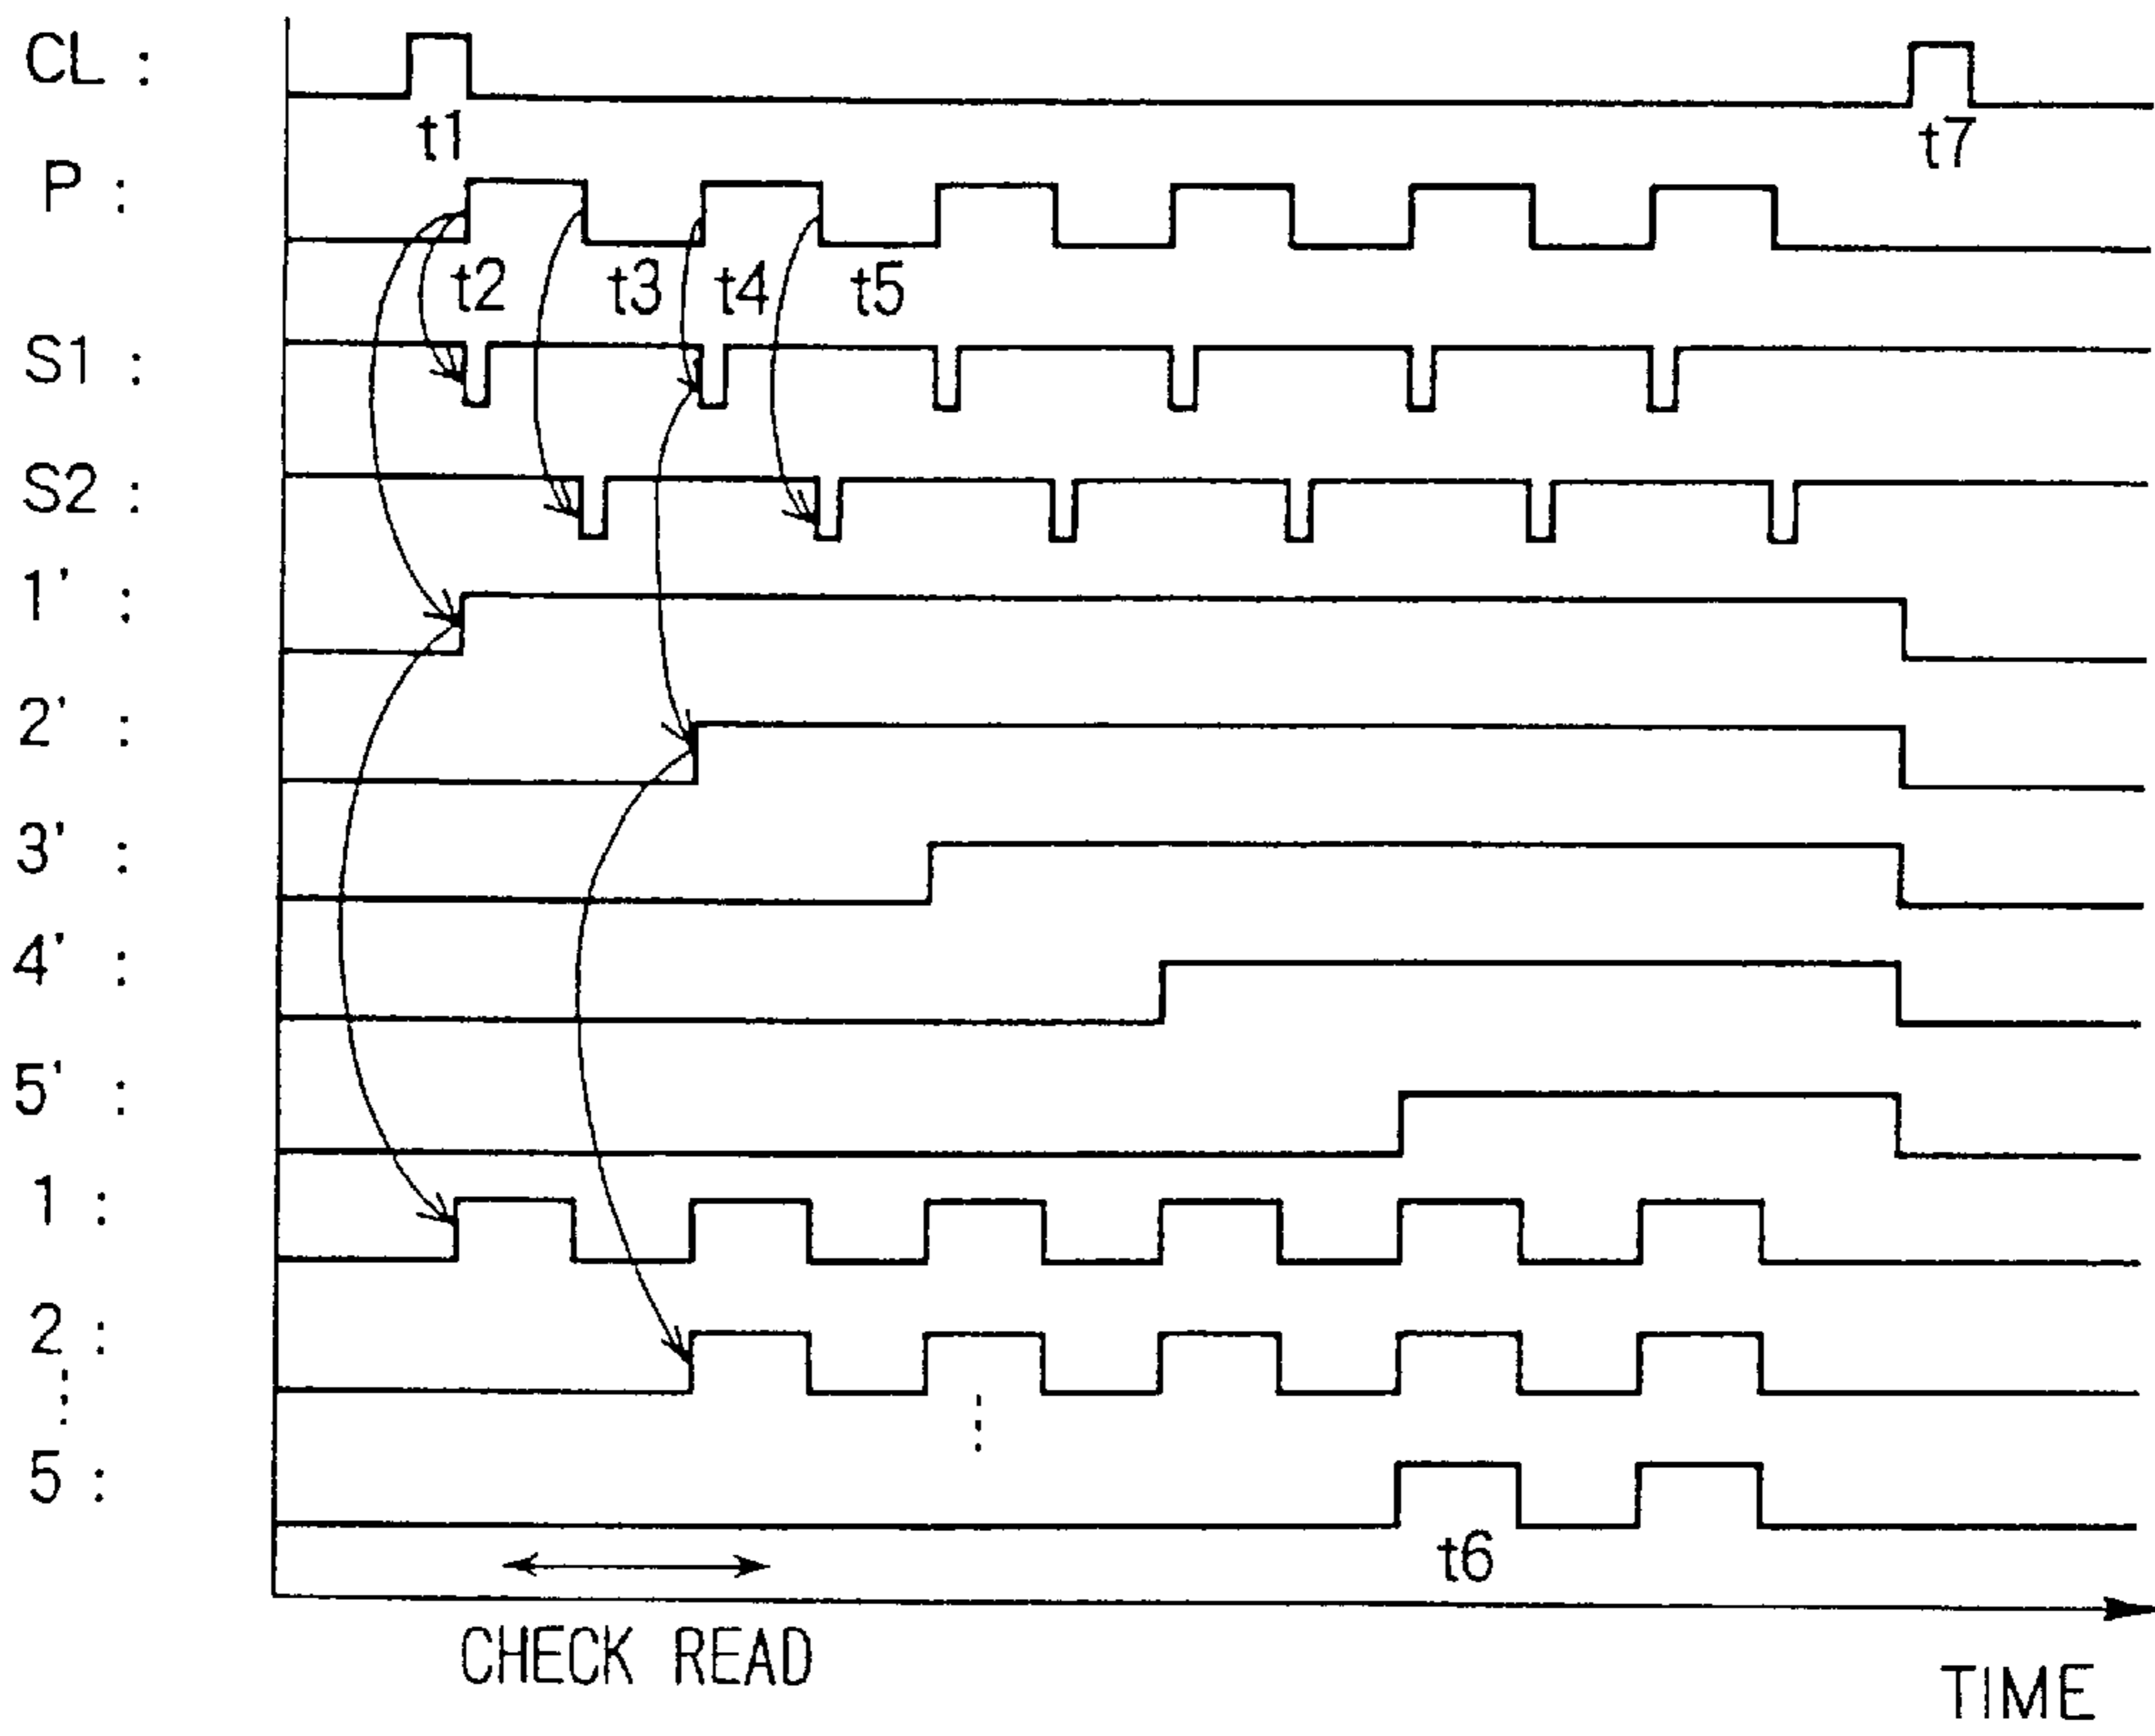 CL :
t1
t7
P :
t2 t3 t4 t5
S1 :
S2 :
1' :
2' :
3' :
4' :
5' :
1 :
2 :
5 :
t6
CHECK READ
TIME